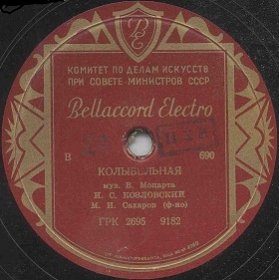 КОМИТЕТ ПО ДЕЛАМ ИСКУССТВ
ПРИ СОВЕТЕ МИНИСТРОВ СССР
Bellaccord Electro
В 690
КОЛЫБЕЛЬНАЯ
муз. В. Моцарта
И. С. КОЗЛОВСКИЙ
М. И. Сахаров (ф-но)
ГРК 2695 9182